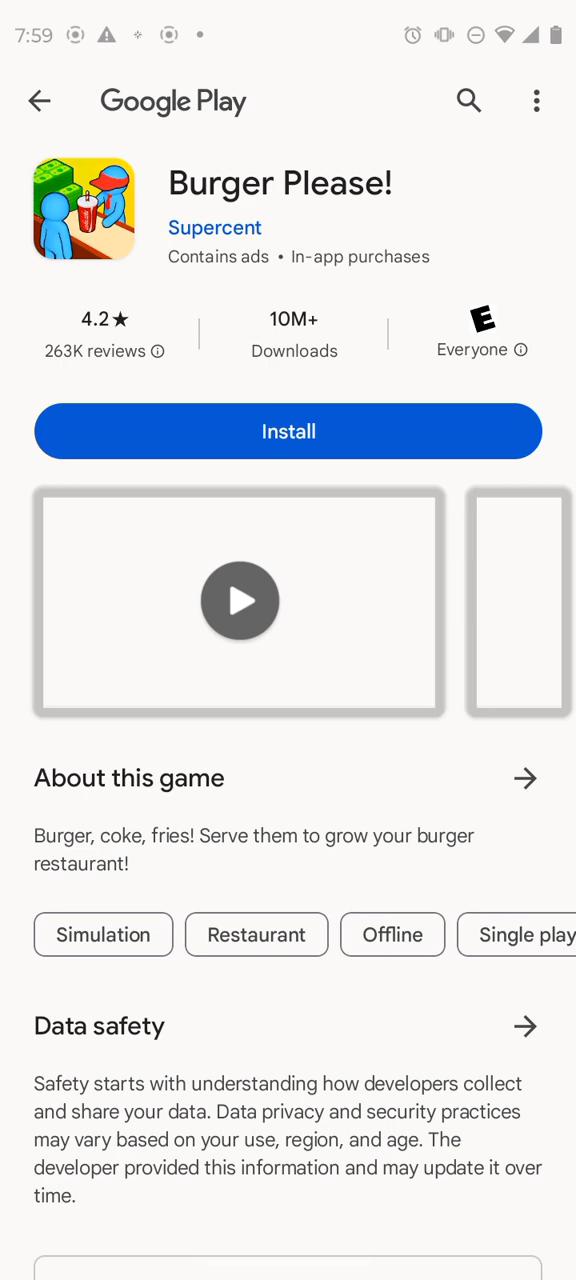 7:59
Google Play
Burger Please!
Supercent
Contains ads • In-app purchases
4.2★
263K reviews
10M+
Downloads
E
Everyone
Install
About this game
Burger, coke, fries! Serve them to grow your burger
restaurant!
Simulation
Restaurant
Offline
Single play
Data safety
Safety starts with understanding how developers collect
and share your data. Data privacy and security practices
may vary based on your use, region, and age. The
developer provided this information and may update it over
time.